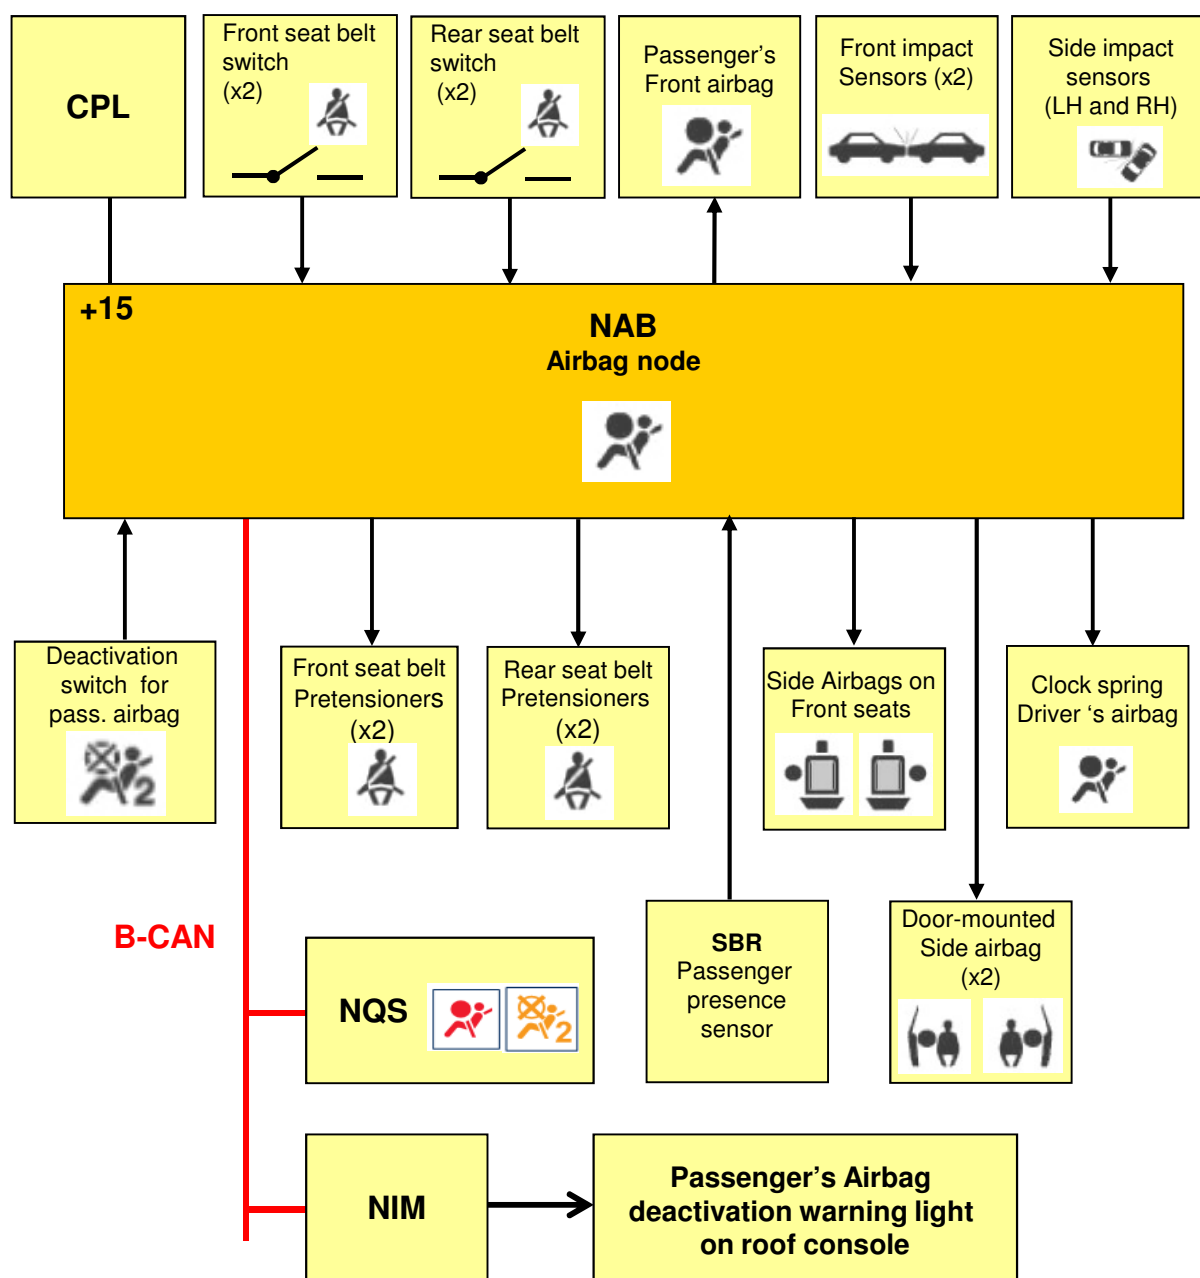 CPL
Front seat belt
switch
(x2)
Rear seat belt
switch
(x2)
Passenger's
Front airbag
Front impact
Sensors (x2)
Side impact
sensors
(LH and RH)
+15
NAB
Airbag node
Deactivation
switch for
pass. airbag
2
Front seat belt
Pretensioners
(x2)
Rear seat belt
Pretensioners
(x2)
Side Airbags on
Front seats
Clock spring
Driver ‘s airbag
B-CAN
NQS
2
SBR
Passenger
presence
sensor
Door-mounted
Side airbag
(x2)
NIM
Passenger's Airbag
deactivation warning light
on roof console